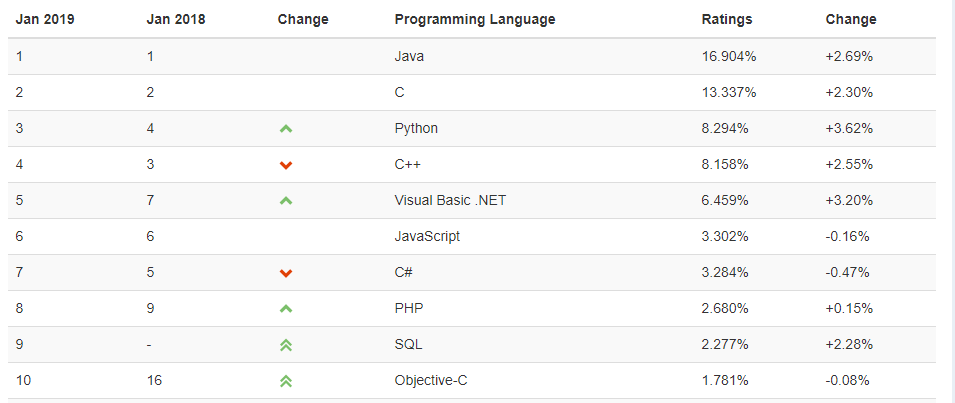 Jan 2019 Jan 2018 Change Programming Language Ratings Change
1 1 Java 16.904% +2.69%
2 2 C 13.337% +2.30%
3 4 Python 8.294% +3.62%
4 3 C++ 8.158% +2.55%
5 7 Visual Basic .NET 6.459% +3.20%
6 6 JavaScript 3.302% -0.16%
7 5 C# 3.284% -0.47%
8 9 PHP 2.680% +0.15%
9 - SQL 2.277% +2.28%
10 16 Objective-C 1.781% -0.08%